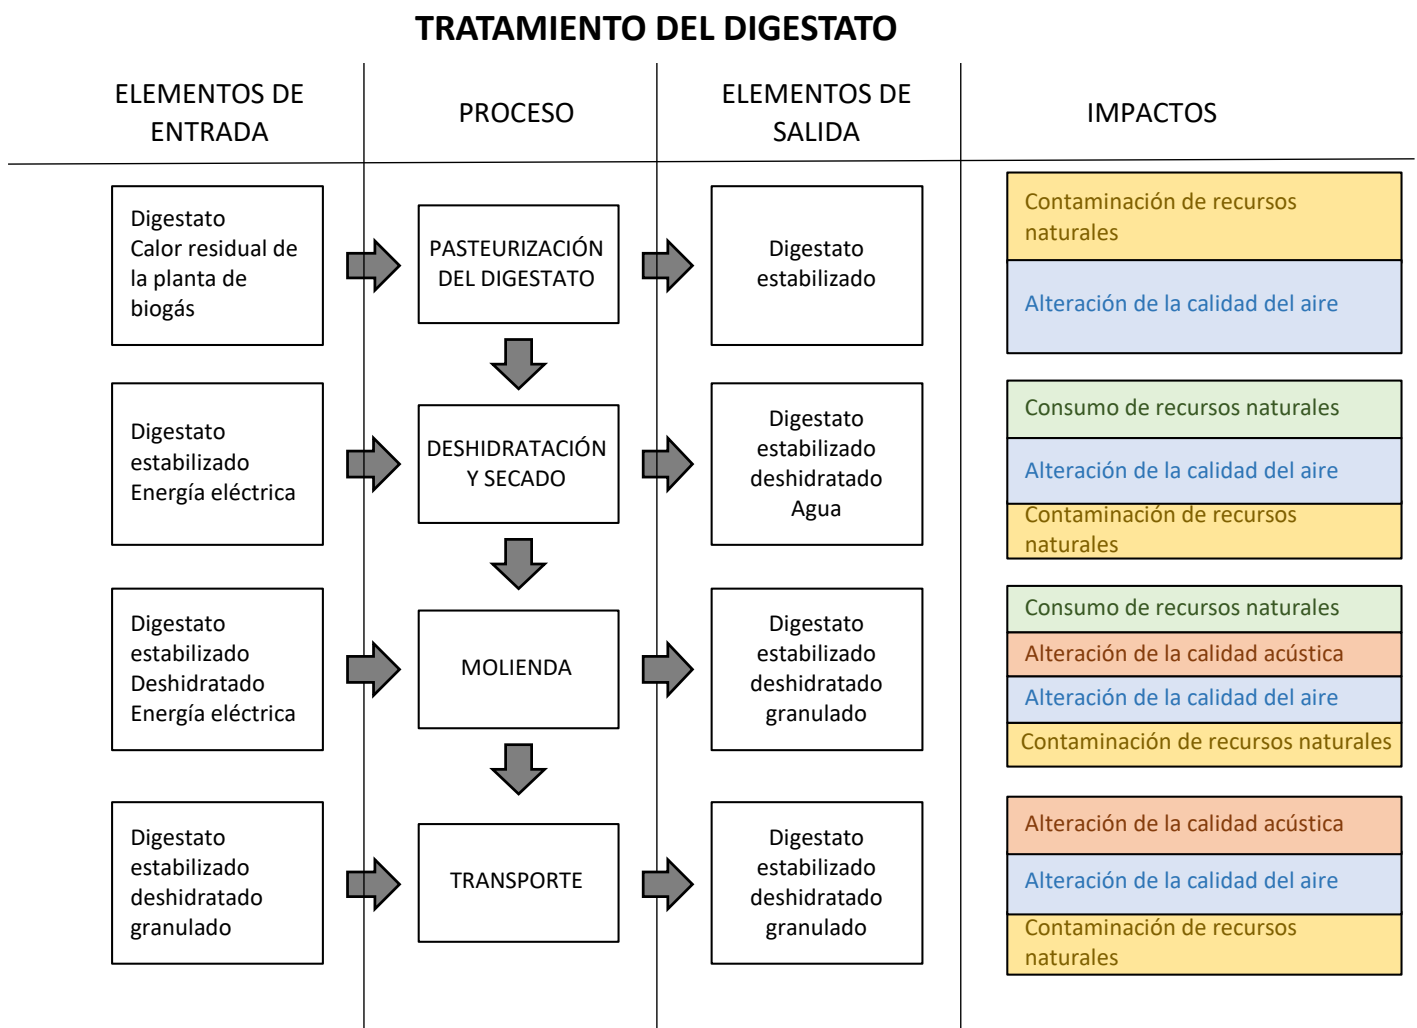 TRATAMIENTO DEL DIGESTATO
ELEMENTOS DE
ENTRADA
PROCESO
ELEMENTOS DE
SALIDA
IMPACTOS
Digestato
Calor residual de
la planta de
biogás
PASTEURIZACIÓN
DEL DIGESTATO
Digestato
estabilizado
Contaminación de recursos
naturales
Alteración de la calidad del aire
Digestato
estabilizado
Energía eléctrica
DESHIDRATACIÓN
Y SECADO
Digestato
estabilizado
deshidratado
Agua
Consumo de recursos naturales
Alteración de la calidad del aire
Contaminación de recursos
naturales
Digestato
estabilizado
Deshidratado
Energía eléctrica
MOLIENDA
Digestato
estabilizado
deshidratado
granulado
Consumo de recursos naturales
Alteración de la calidad acústica
Alteración de la calidad del aire
Contaminación de recursos naturales
Digestato
estabilizado
deshidratado
granulado
TRANSPORTE
Digestato
estabilizado
deshidratado
granulado
Alteración de la calidad acústica
Alteración de la calidad del aire
Contaminación de recursos
naturales